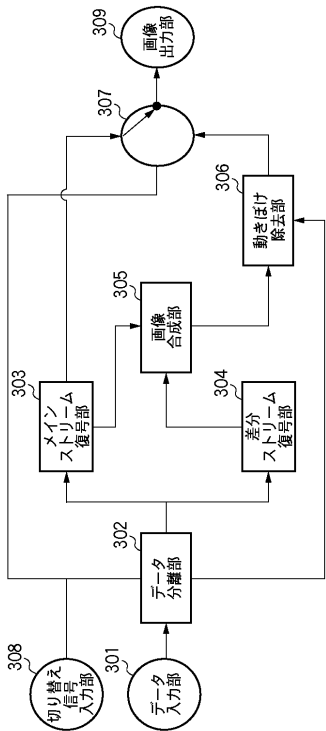 308
切り替え
信号
入力部
301
データ
入力部
302
データ
分離部
303
メイン
ストリーム
復号部
304
差分
ストリーム
復号部
305
画像
合成部
306
動きぼけ
除去部
307
309
画像
出力部